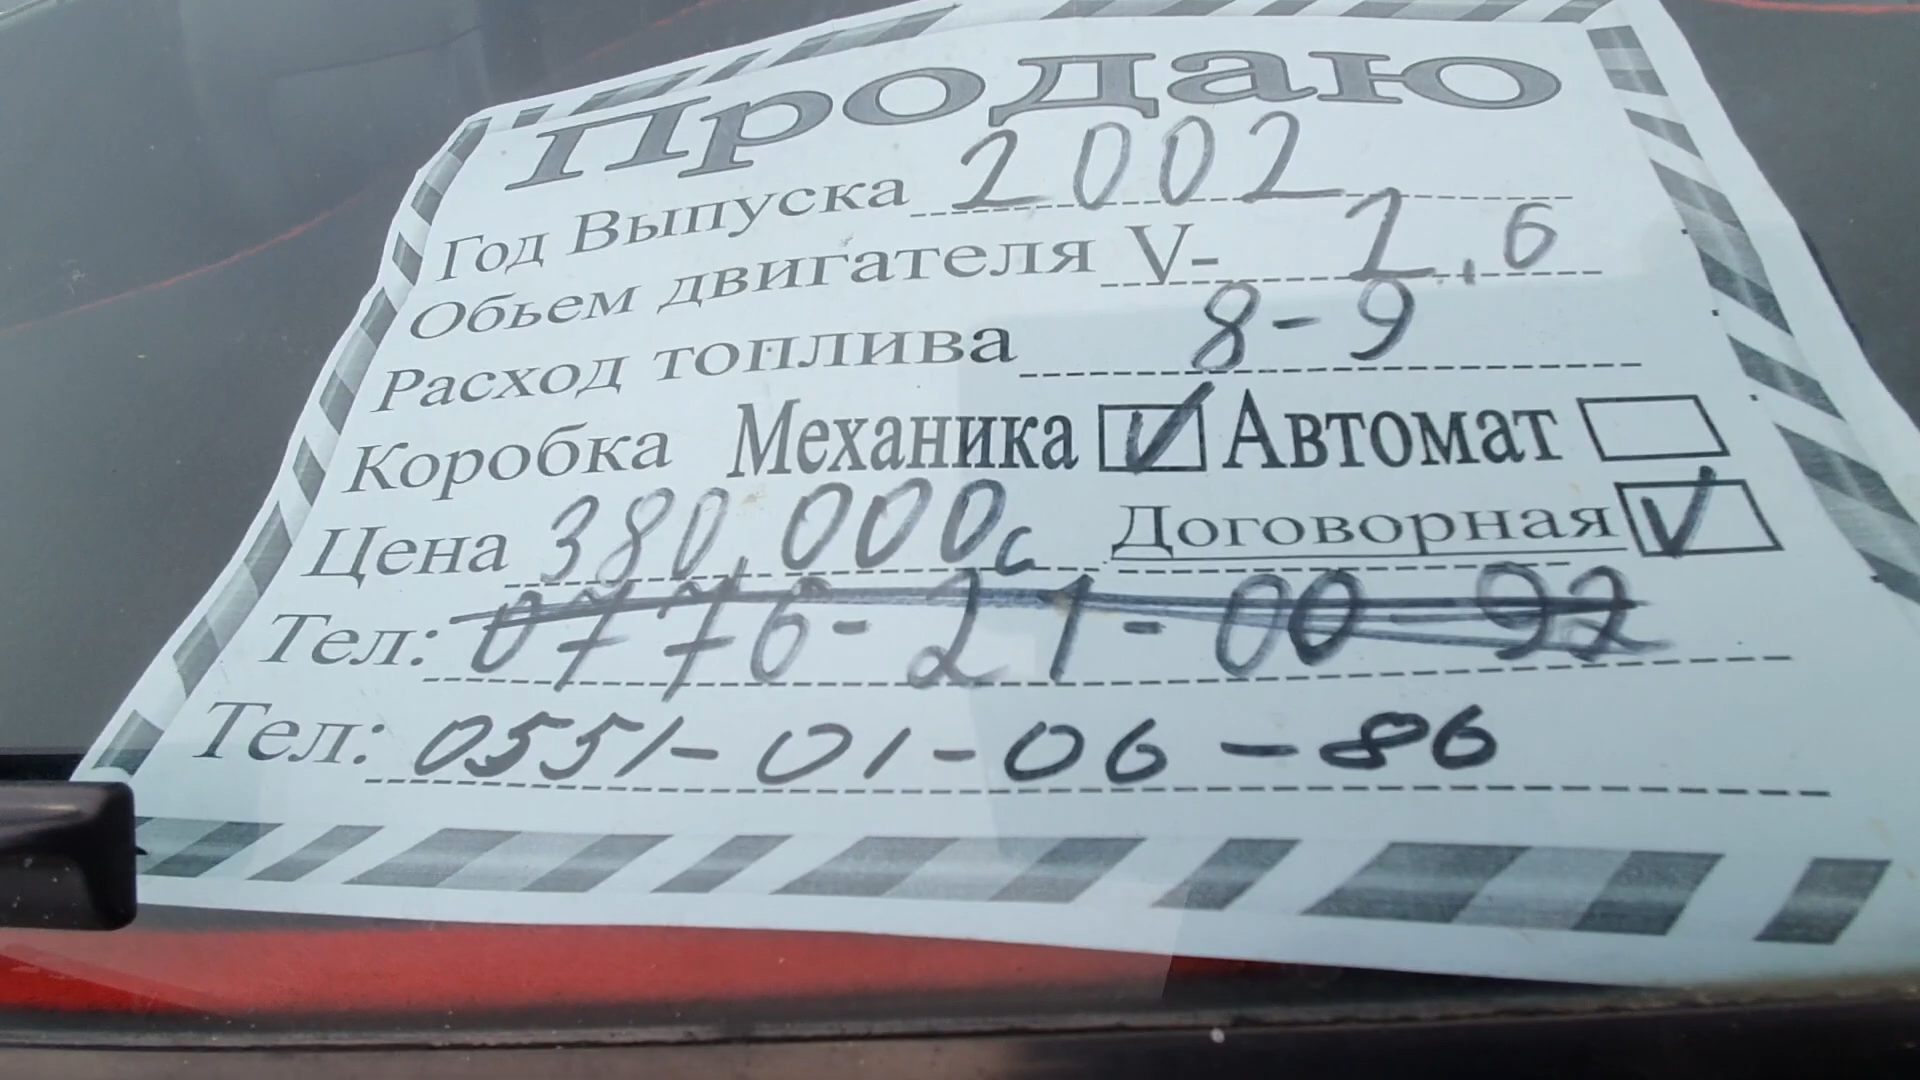 Продаю
Год Выпуска 2002
Обьем двигателя V- 1,6
Расход топлива 8-9
Коробка Механика Автомат
Цена 380,000с Договорная
Тел: 0776-21-00-92
Тел: 0551-01-06-86